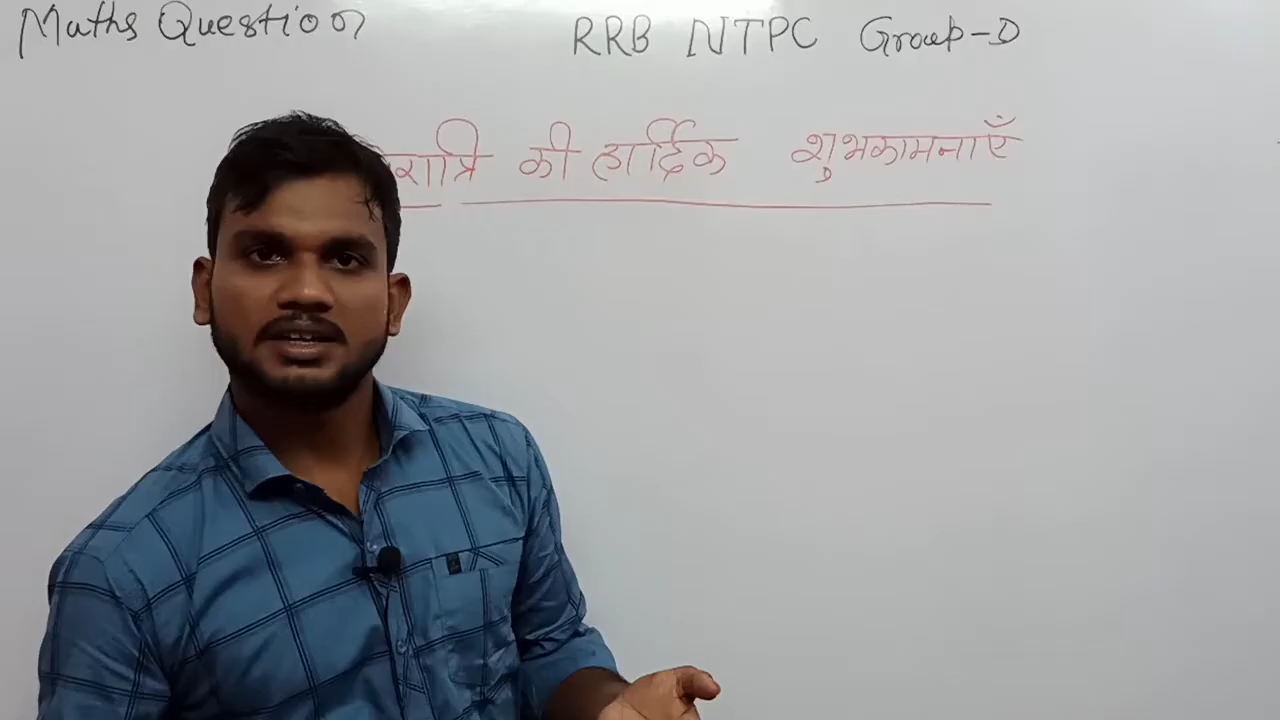 Maths Question RRB NTPC Group-D
रात्रि की हार्दिक शुभकामनाएँ